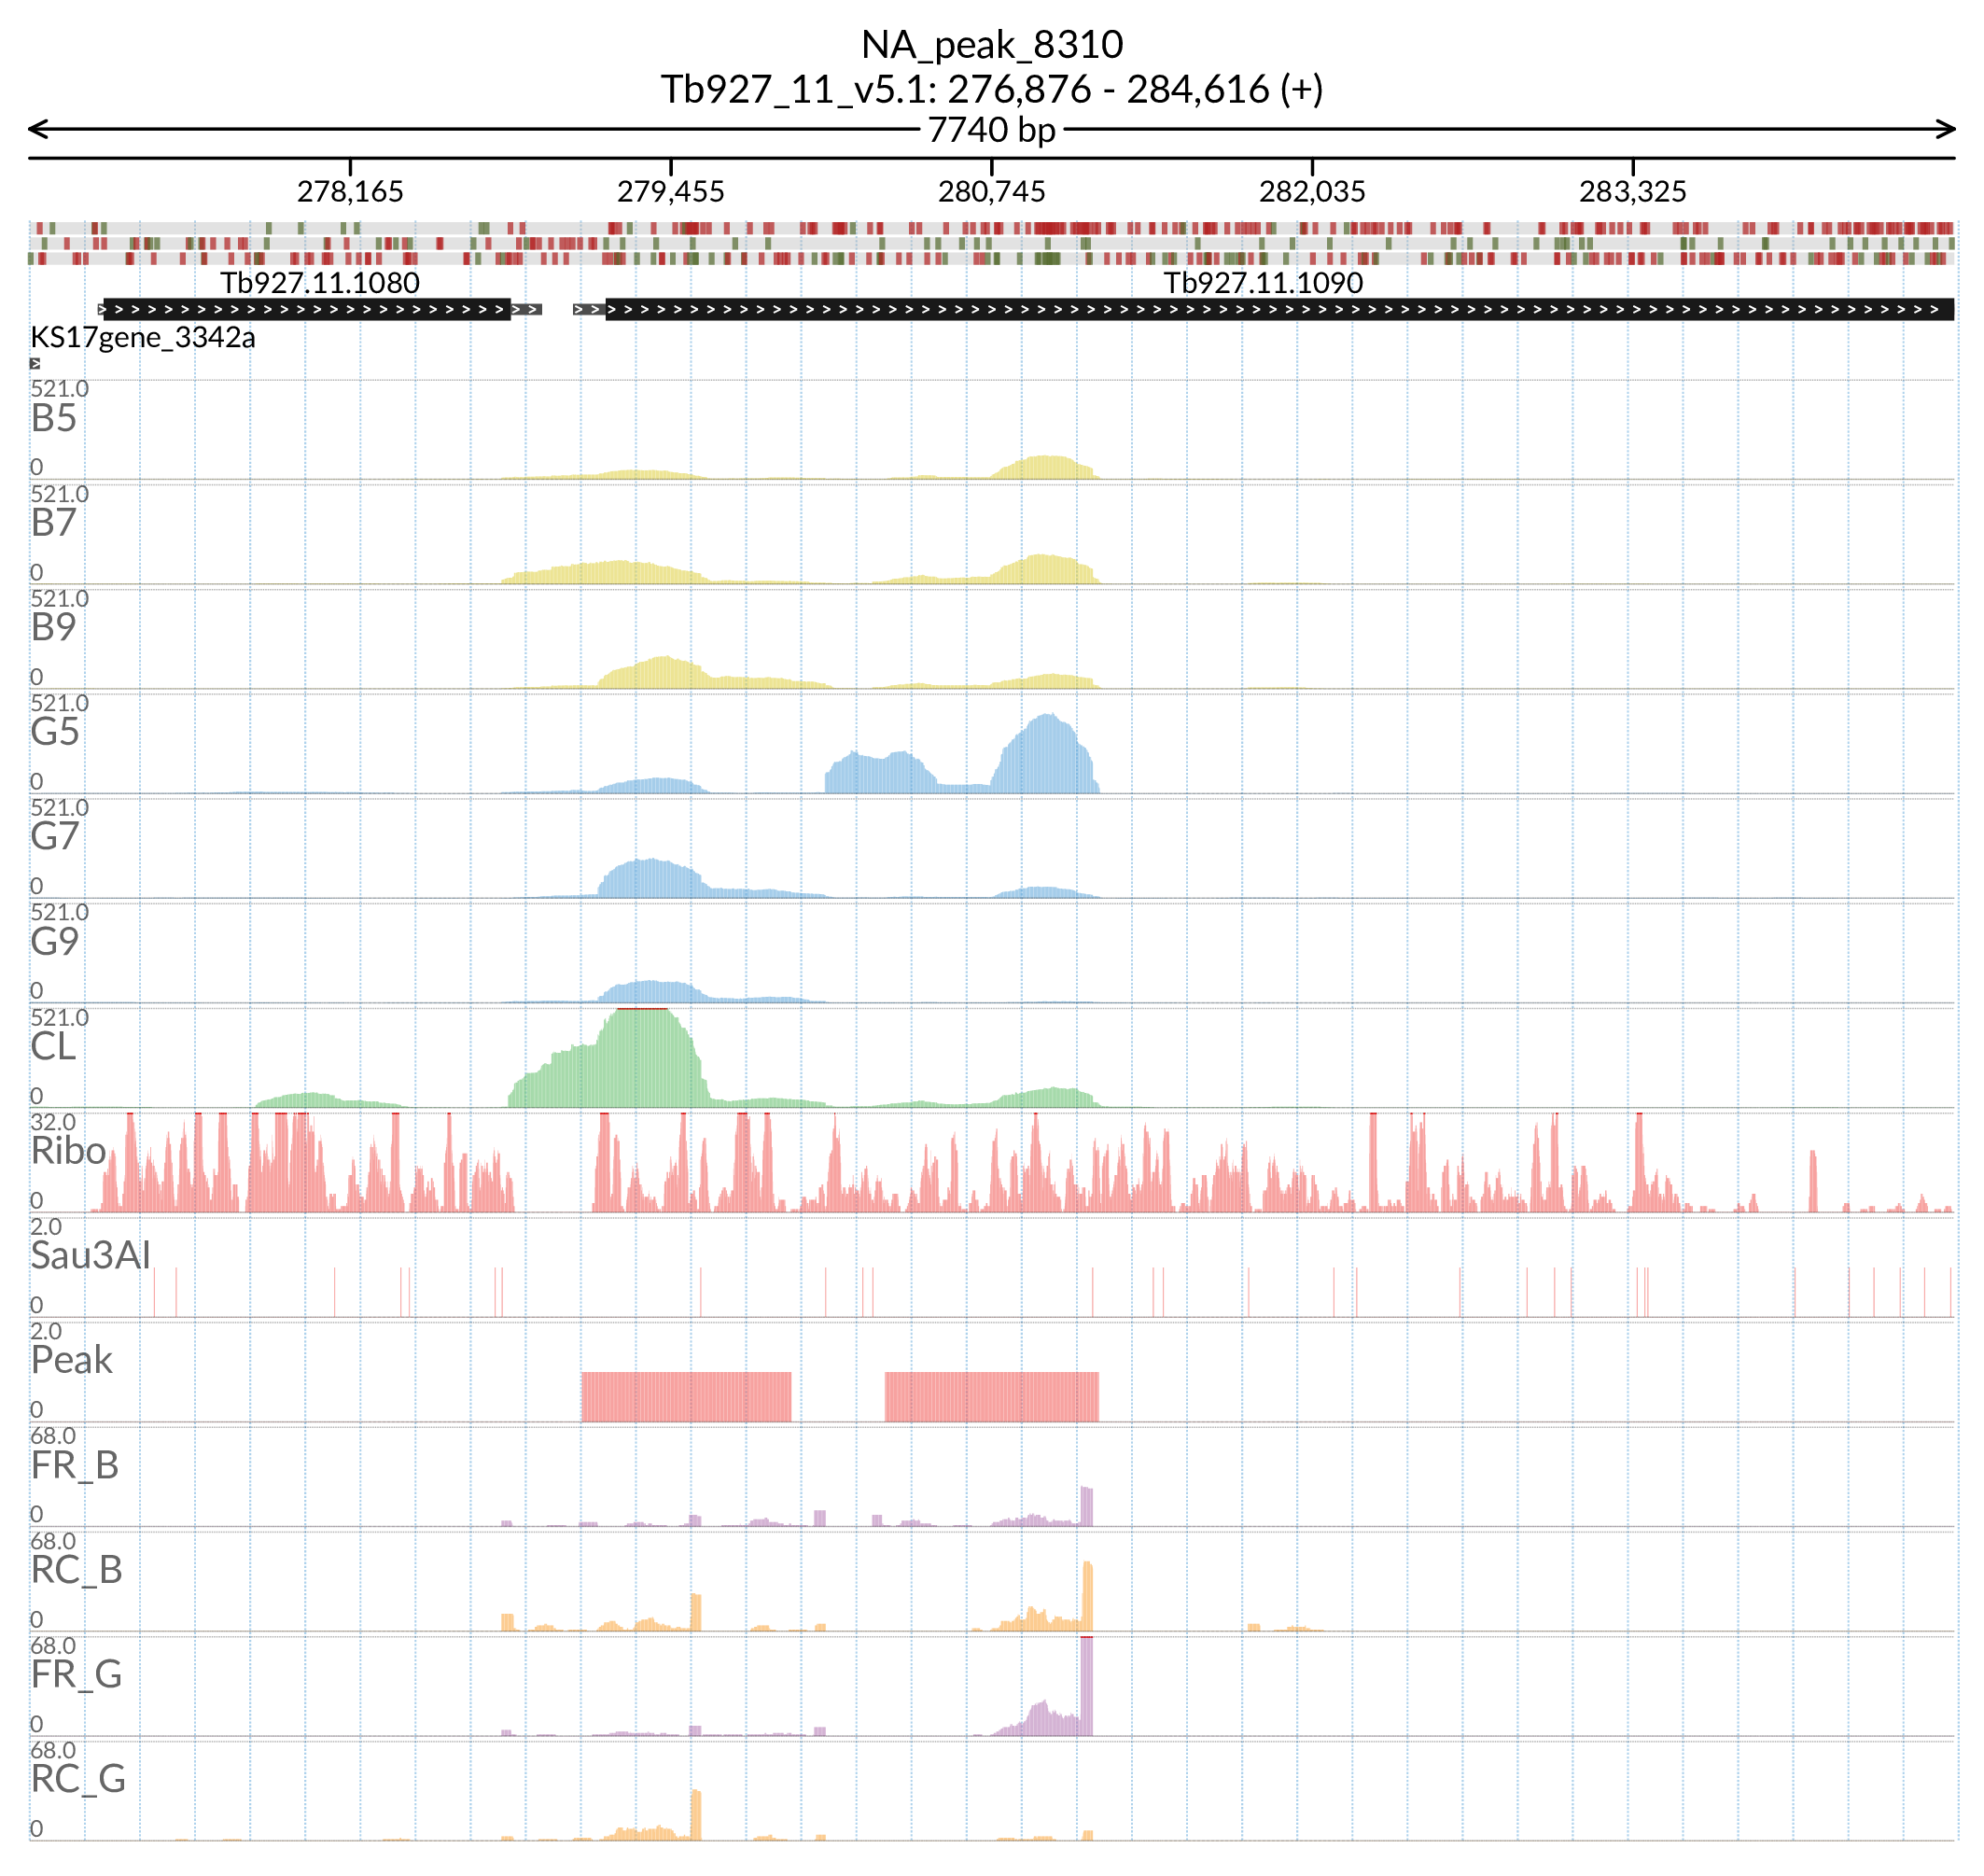 NA_peak_8310
Tb927_11_v5.1: 276,876 - 284,616 (+)
7740 bp
278,165 279,455 280,745 282,035 283,325
Tb927.11.1080 Tb927.11.1090
KS17gene_3342a
521.0
B5
0
521.0
B7
0
521.0
B9
0
521.0
G5
0
521.0
G7
0
521.0
G9
0
521.0
CL
0
32.0
Ribo
0
2.0
Sau3AI
0
2.0
Peak
0
68.0
FR_B
0
68.0
RC_B
0
68.0
FR_G
0
68.0
RC_G
0